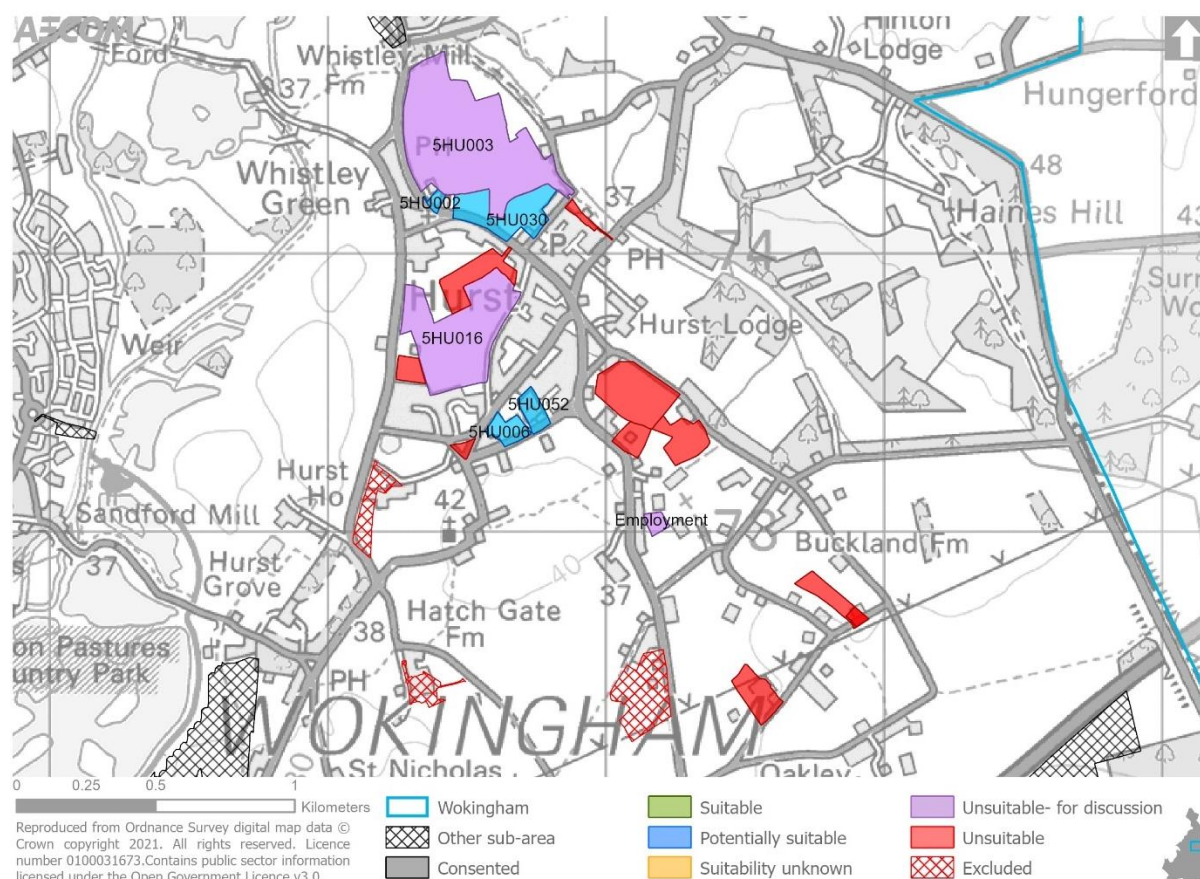 AECOM
Ford
37
Whistley Mill
Fm
Hinton
Lodge
Hungerford
48
PH
5HU003
Whistley
Green
5HU002
5HU030
37
Haines Hill
41
P
74
PH
Hurst
5HU016
Hurst Lodge
Weir
5HU052
5HU006
Hurst
Ho
42
Sandford Mill
Employment
78
Buckland Fm
37
Hurst
Grove
40
37
38
Hatch Gate
Fm
on Pastures
untry Park
PH
WOKINGHAM
St Nicholas
Oakley
0 0.25 0.5 1
Kilometers
Reproduced from Ordnance Survey digital map data ©
Crown copyright 2021. All rights reserved. Licence
number 0100031673.Contains public sector information
licensed under the Open Government Licence v3.0
Wokingham
Other sub-area
Consented
Suitable
Potentially suitable
Suitability unknown
Unsuitable- for discussion
Unsuitable
Excluded